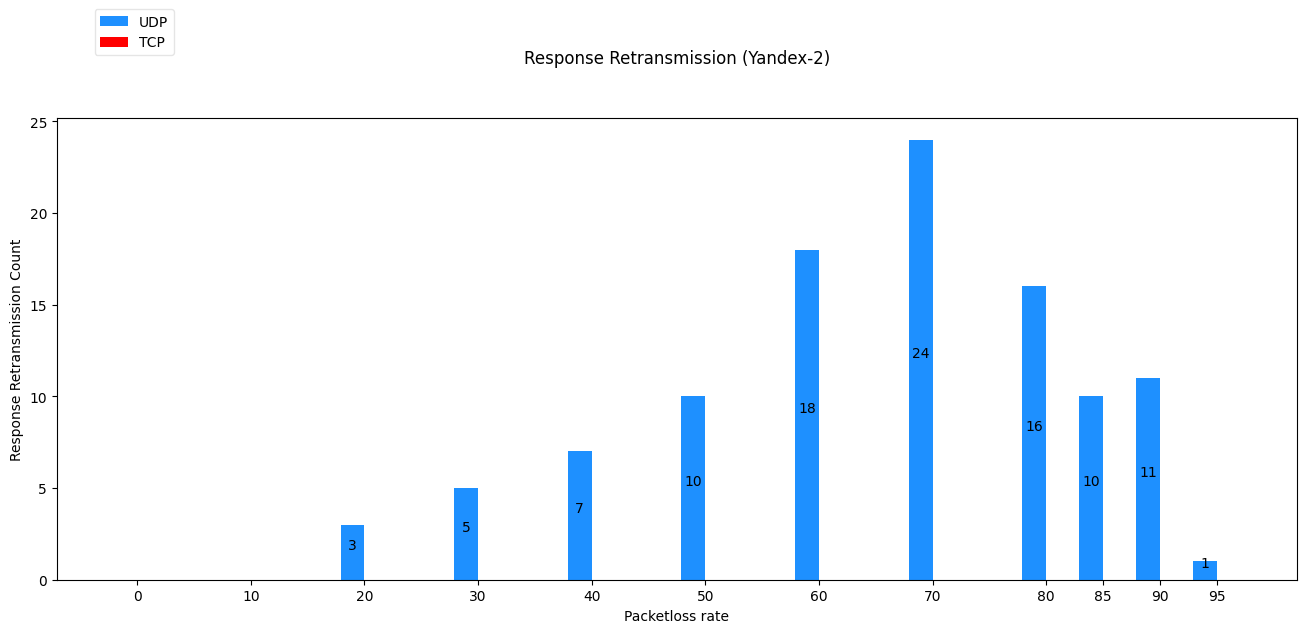 UDP
TCP
Response Retransmission (Yandex-2)
Response Retransmission Count
25
20
15
10
5
0
3
5
7
10
18
24
16
10
11
1
0 10 20 30 40 50 60 70 80 85 90 95
Packetloss rate